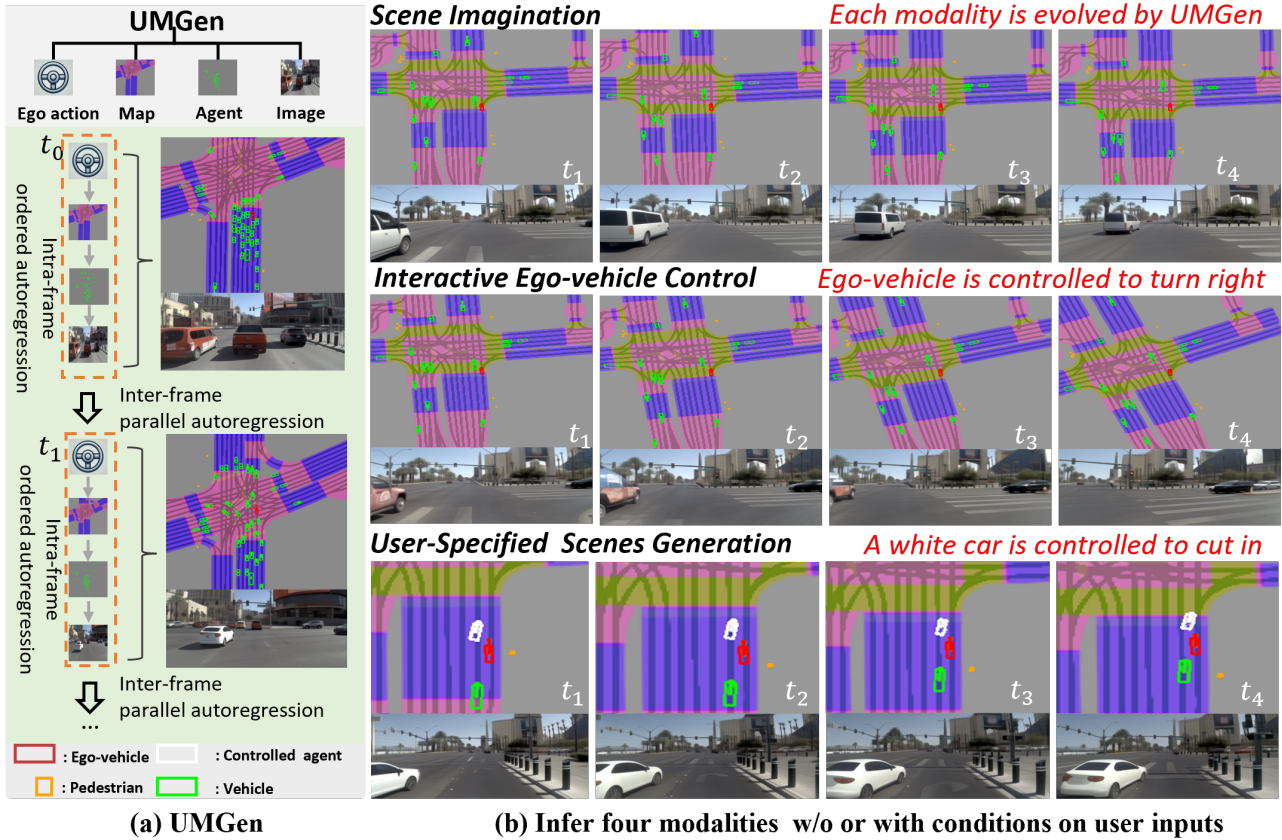 UMGen
Ego action
Map
Agent
Image
t0
Intra-frame
ordered autoregression
Inter-frame
parallel autoregression
t1
Intra-frame
ordered autoregression
Inter-frame
parallel autoregression
...
: Ego-vehicle
: Controlled agent
: Pedestrian
: Vehicle
(a) UMGen
Scene Imagination
Each modality is evolved by UMGen
t1
t2
t3
t4
Interactive Ego-vehicle Control
Ego-vehicle is controlled to turn right
t1
t2
t3
t4
User-Specified Scenes Generation
A white car is controlled to cut in
t1
t2
t3
t4
(b) Infer four modalities w/o or with conditions on user inputs